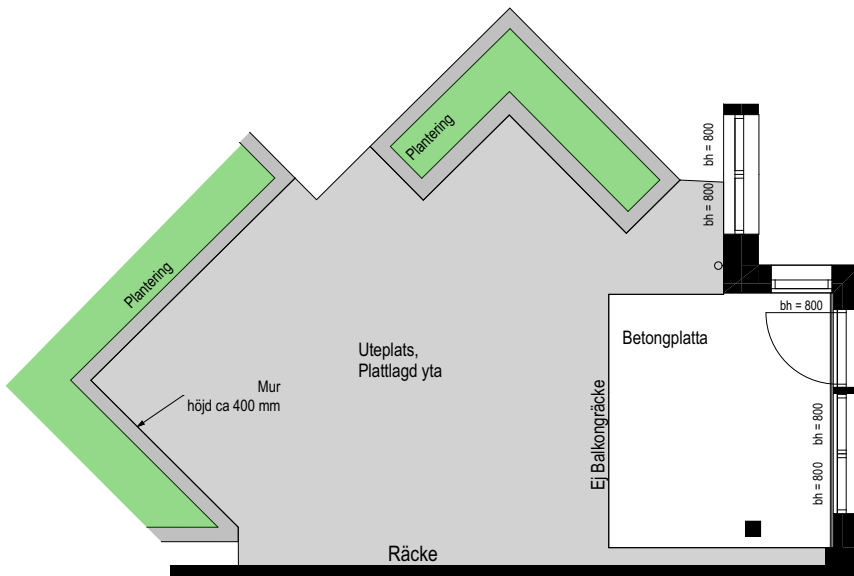 Plantering
bh = 800
bh = 800
Plantering
bh = 800
Betongplatta
Uteplats,
Plattlagd yta
Mur
höjd ca 400 mm
Ej Balkongräcke
bh = 800
bh = 800
Räcke